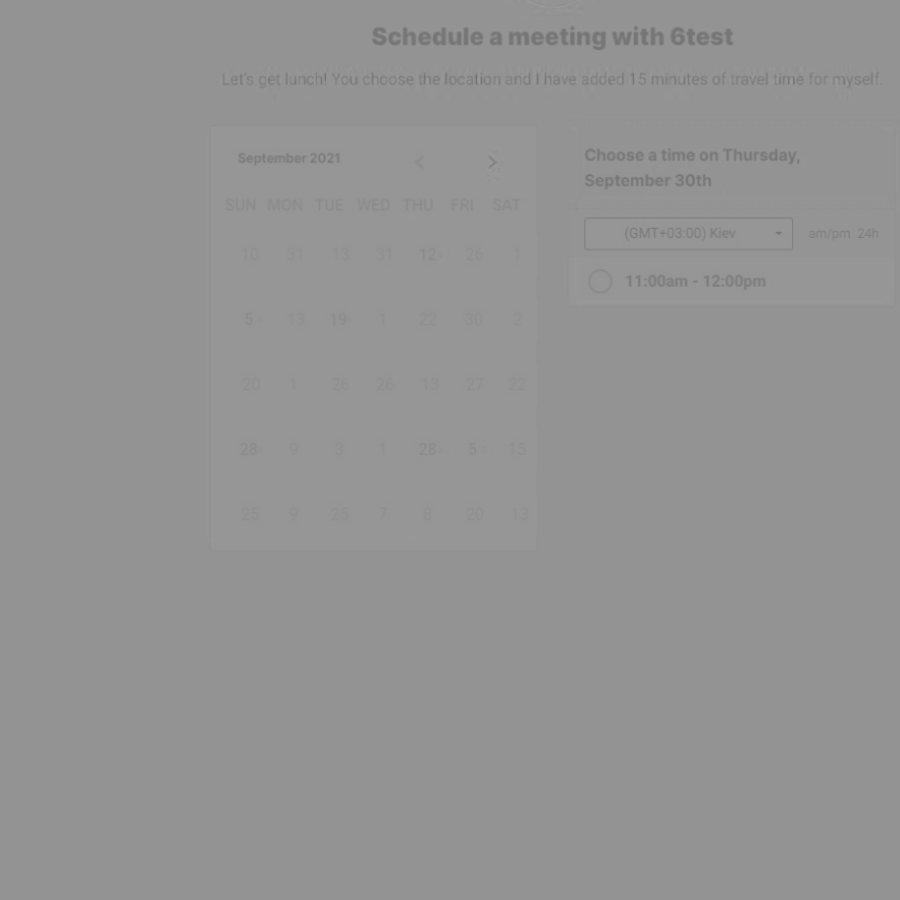 Schedule a meeting with 6test
Let's get lunch! You choose the location and I have added 15 minutes of travel time for myself.
September 2021
SUN MON TUE WED THU FRI SAT
10 31 13 31 12 26 1
5 13 19 1 22 30 2
20 1 26 26 13 22 22
28 9 3 1 28 5 15
25 9 25 7 8 20 13
Choose a time on Thursday,
September 30th
(GMT+03:00) Kiev am/pm 24h
11:00am - 12:00pm